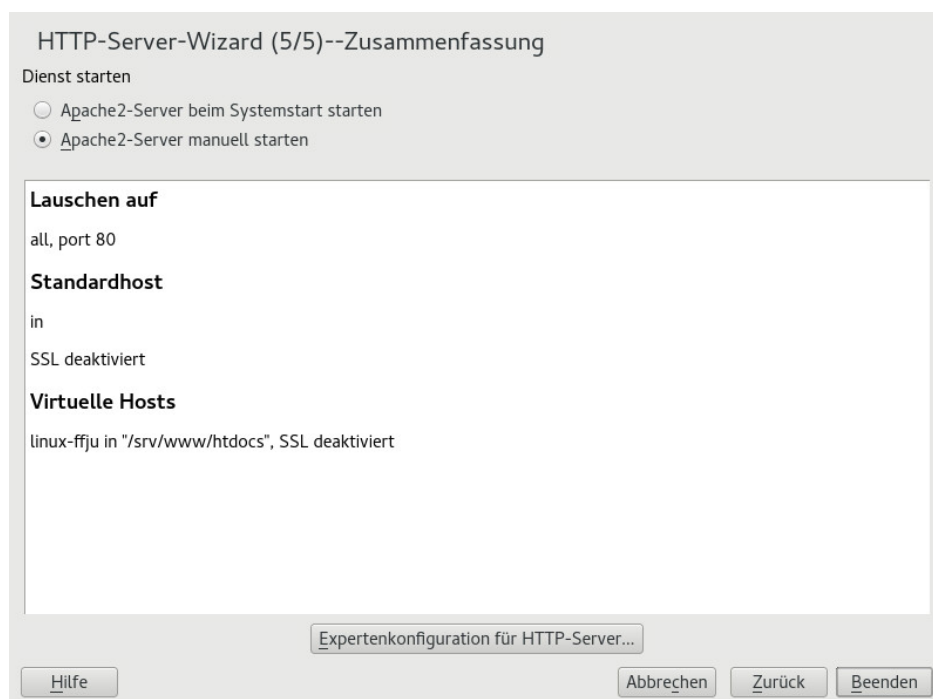 HTTP-Server-Wizard (5/5)--Zusammenfassung
Dienst starten
Apache2-Server beim Systemstart starten
Apache2-Server manuell starten
Lauschen auf
all, port 80
Standardhost
in
SSL deaktiviert
Virtuelle Hosts
linux-ffju in "/srv/www/htdocs", SSL deaktiviert
Expertenkonfiguration für HTTP-Server...
Hilfe
Abbrechen
Zurück
Beenden